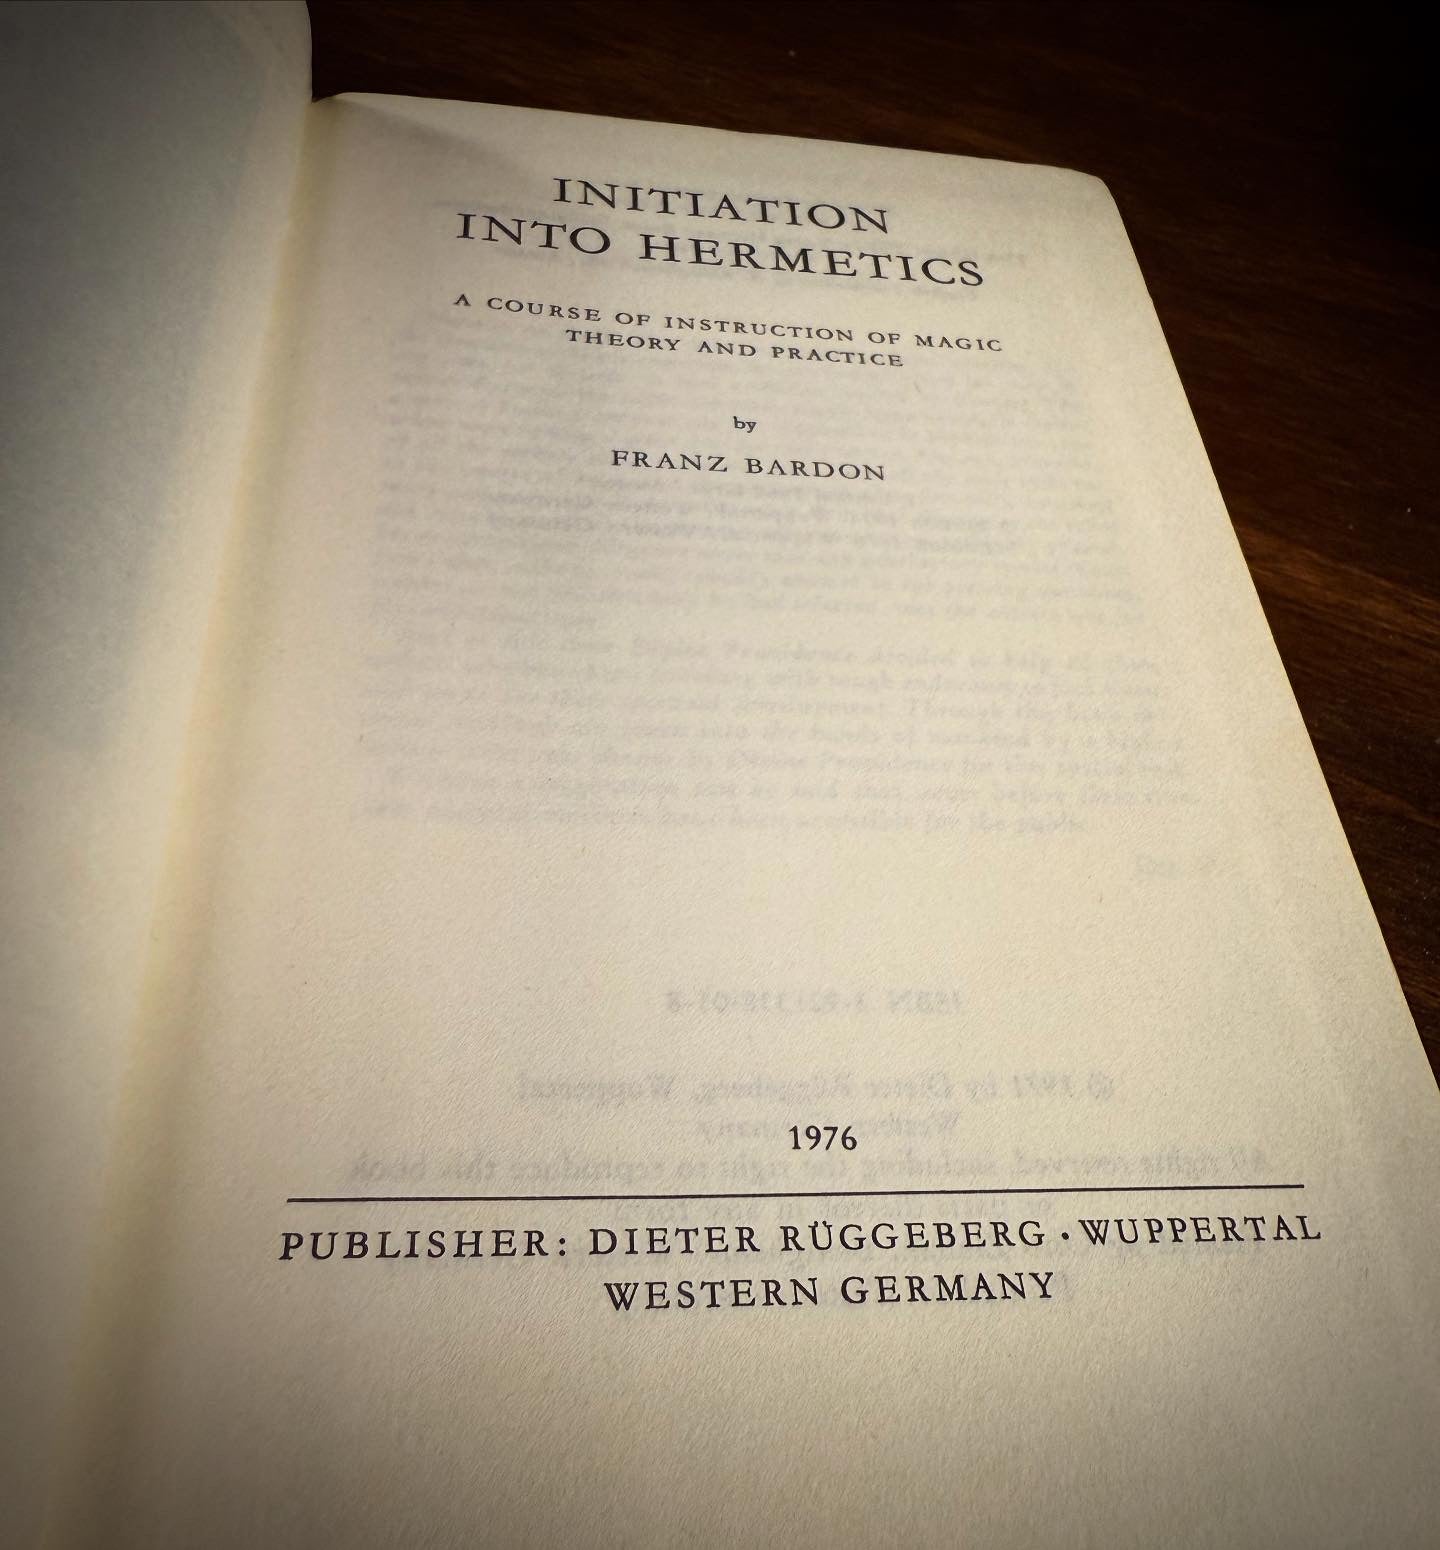 INITIATION
INTO HERMETICS
A COURSE OF INSTRUCTION OF MAGIC
THEORY AND PRACTICE
by
FRANZ BARDON
1976
PUBLISHER: DIETER RÜGGEBERG · WUPPERTAL
WESTERN GERMANY